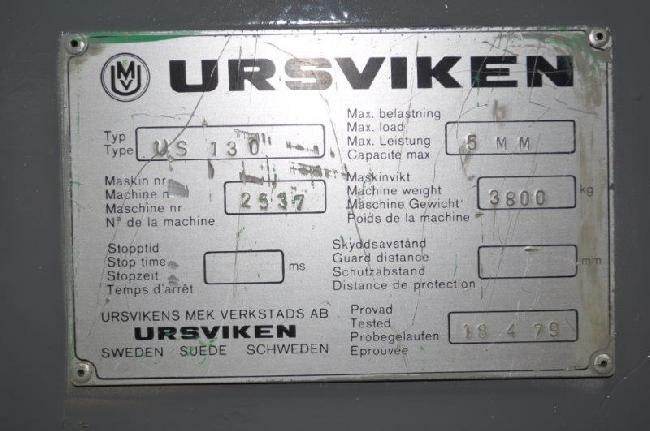 UMV URSVIKEN
Typ
Type US 130
Maskin nr
Machine n
Maschine nr
N° de la machine
2537
Stopptid
Stop time
Stopzeit
Temps d'arrêt
ms
URSVIKENS MEK VERKSTADS AB
URSVIKEN
SWEDEN SUEDE SCHWEDEN
Max. belastning
Max. load
Max. Leistung
Capacite max
5 MM
Maskinvikt
Machine weight
Maschine Gewicht
Poids de la machine
3800 kg
Skyddsavstånd
Guard distance
Schutzabstand
Distance de protection
mm
Provad
Tested
Probegelaufen
Eprouvée
18 4 79